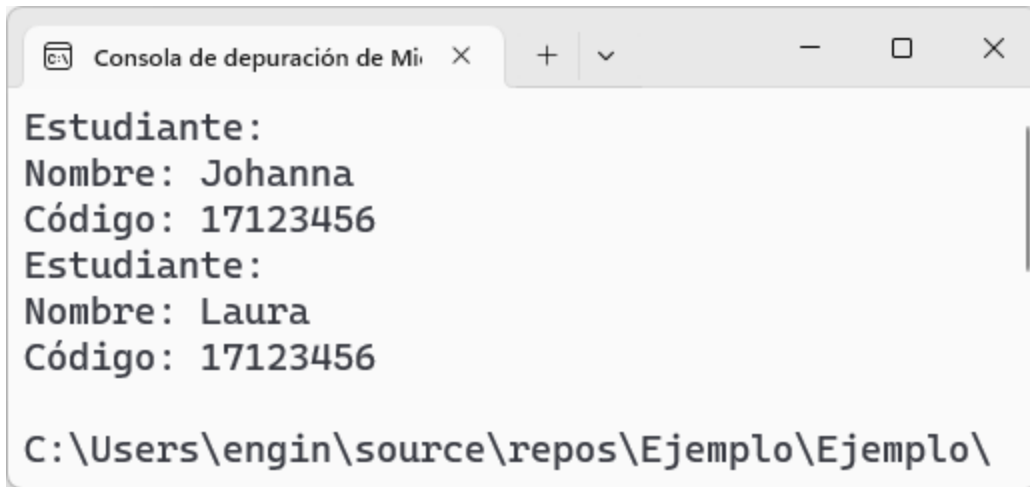 Consola de depuración de Mi
Estudiante:
Nombre: Johanna
Código: 17123456
Estudiante:
Nombre: Laura
Código: 17123456
C:\Users\engin\source\repos\Ejemplo\Ejemplo\